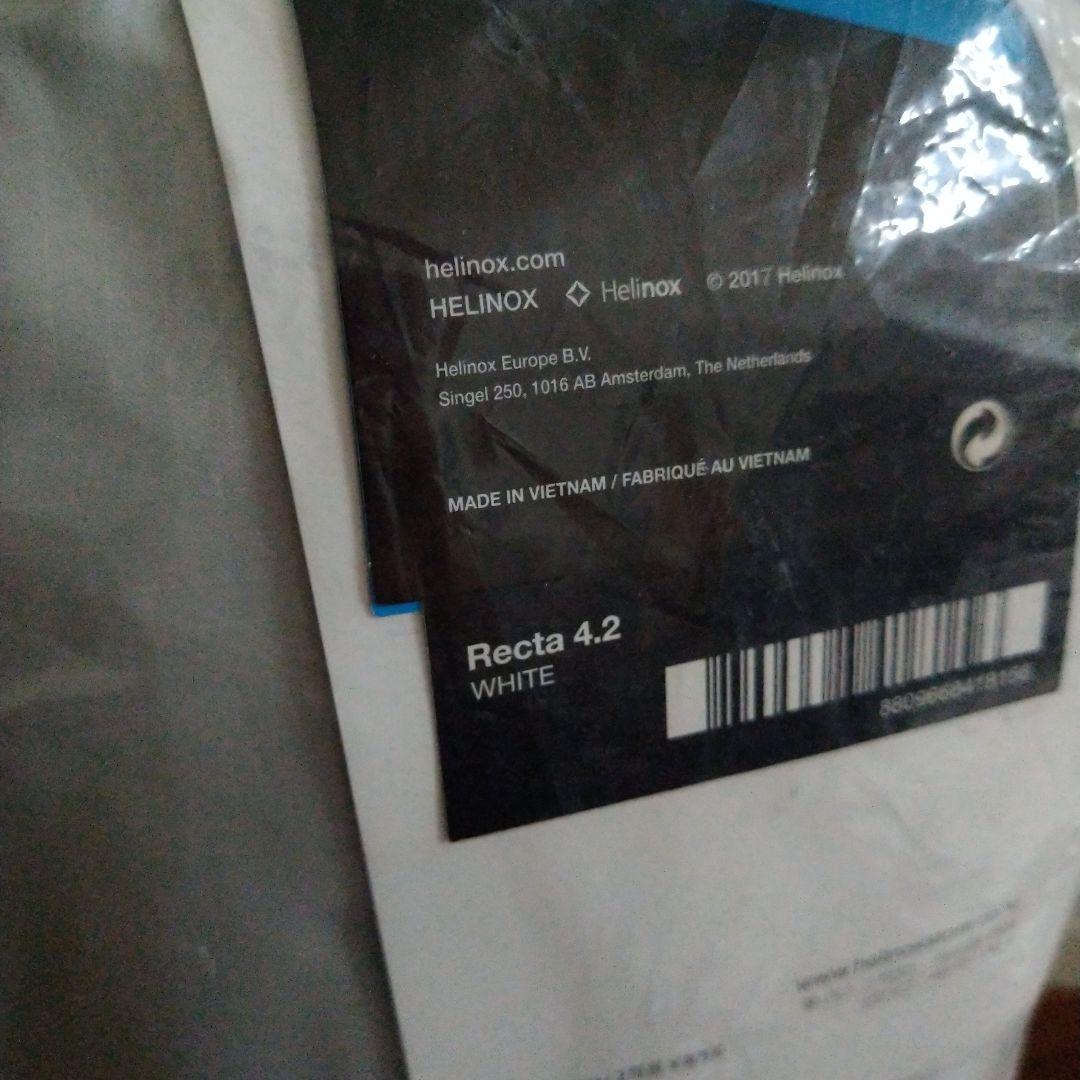 helinox.com
HELINOX Helinox © 2017 Helinox
Helinox Europe B.V.
Singel 250, 1016 AB Amsterdam, The Netherlands
MADE IN VIETNAM / FABRIQUÉ AU VIETNAM
Recta 4.2
WHITE